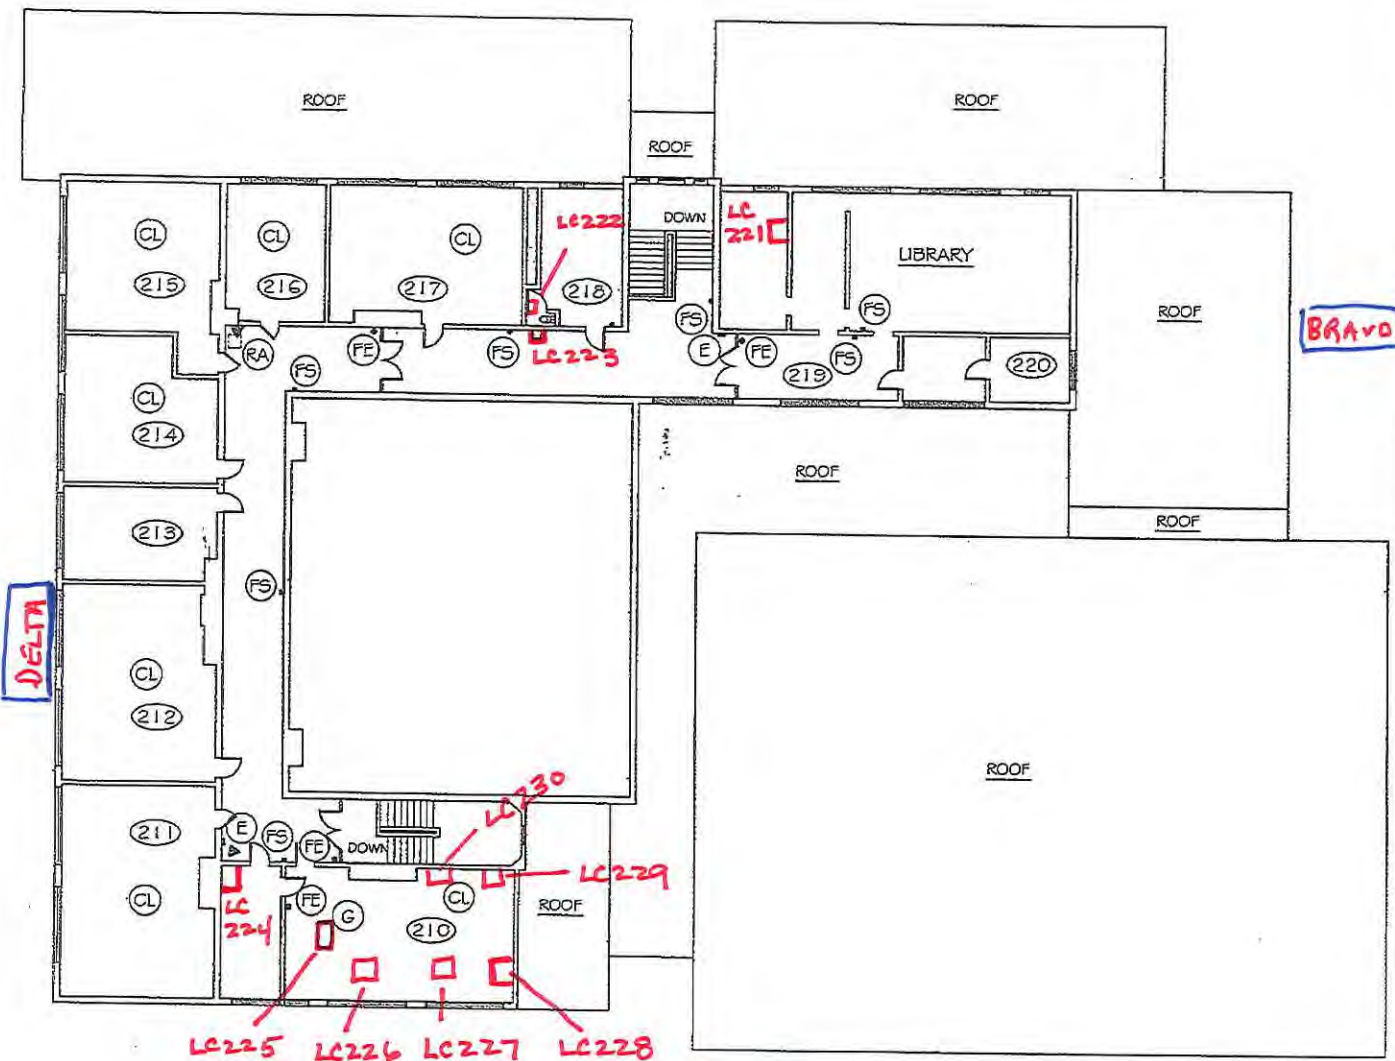 ROOF
ROOF
ROOF
CL
215
CL
216
CL
217
LC222
218
DOWN
LC
221
LIBRARY
ROOF
BRAVO
RA
FS
FE
FS
LC223
FS
E
FE
219
FS
FS
220
CL
214
213
ROOF
ROOF
FS
DELTA
CL
212
ROOF
211
CL
E
FS
FE
DOWN
LC230
LC229
LC
224
FE
G
CL
210
ROOF
LC225
LC226
LC227
LC228